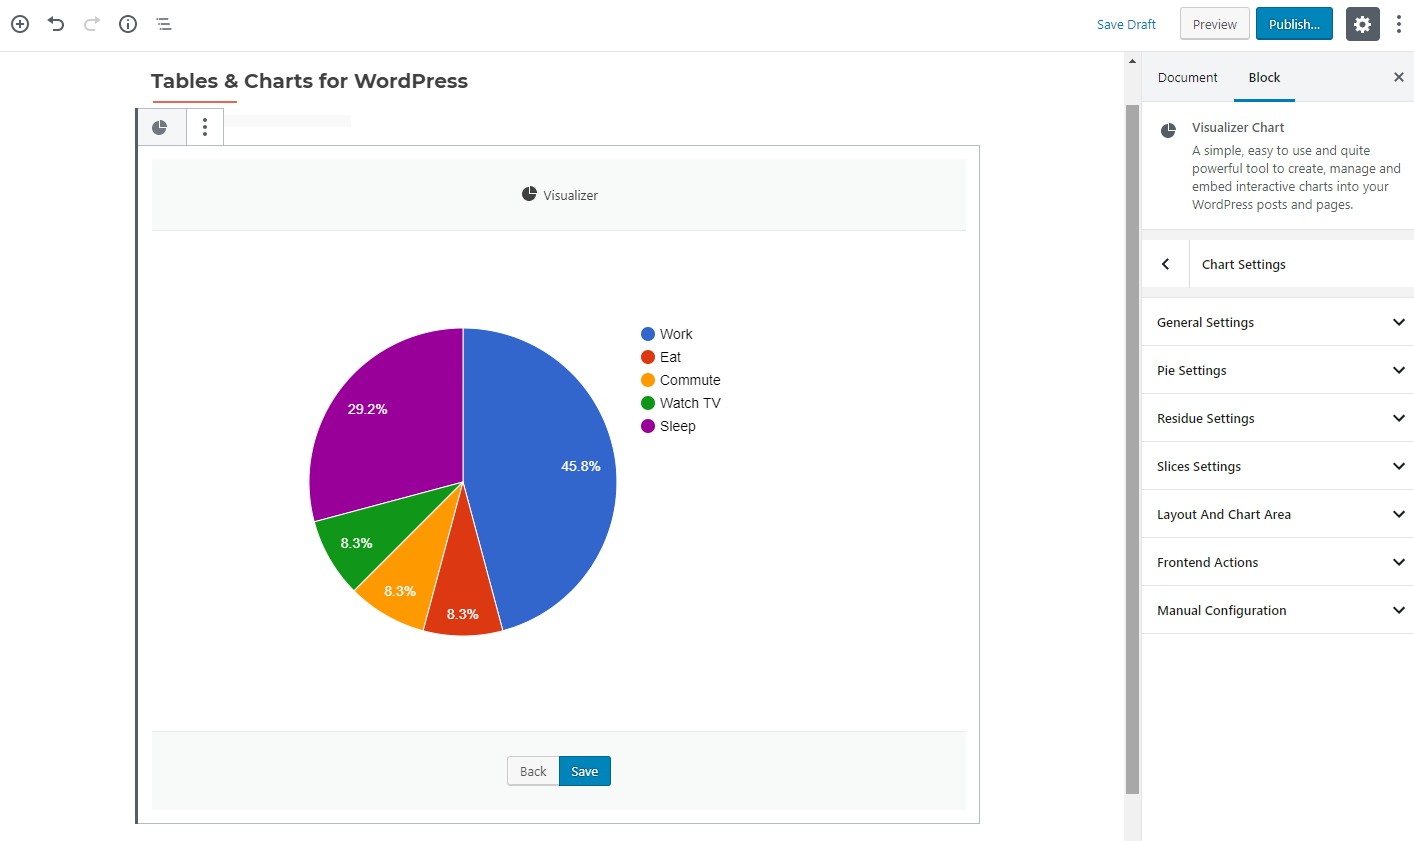 Save Draft
Preview
Publish...
Tables & Charts for WordPress
Visualizer
Work
Eat
Commute
Watch TV
Sleep
29.2%
45.8%
8.3%
8.3%
8.3%
Back
Save
Document
Block
Visualizer Chart
A simple, easy to use and quite
powerful tool to create, manage and
embed interactive charts into your
WordPress posts and pages.
Chart Settings
General Settings
Pie Settings
Residue Settings
Slices Settings
Layout And Chart Area
Frontend Actions
Manual Configuration